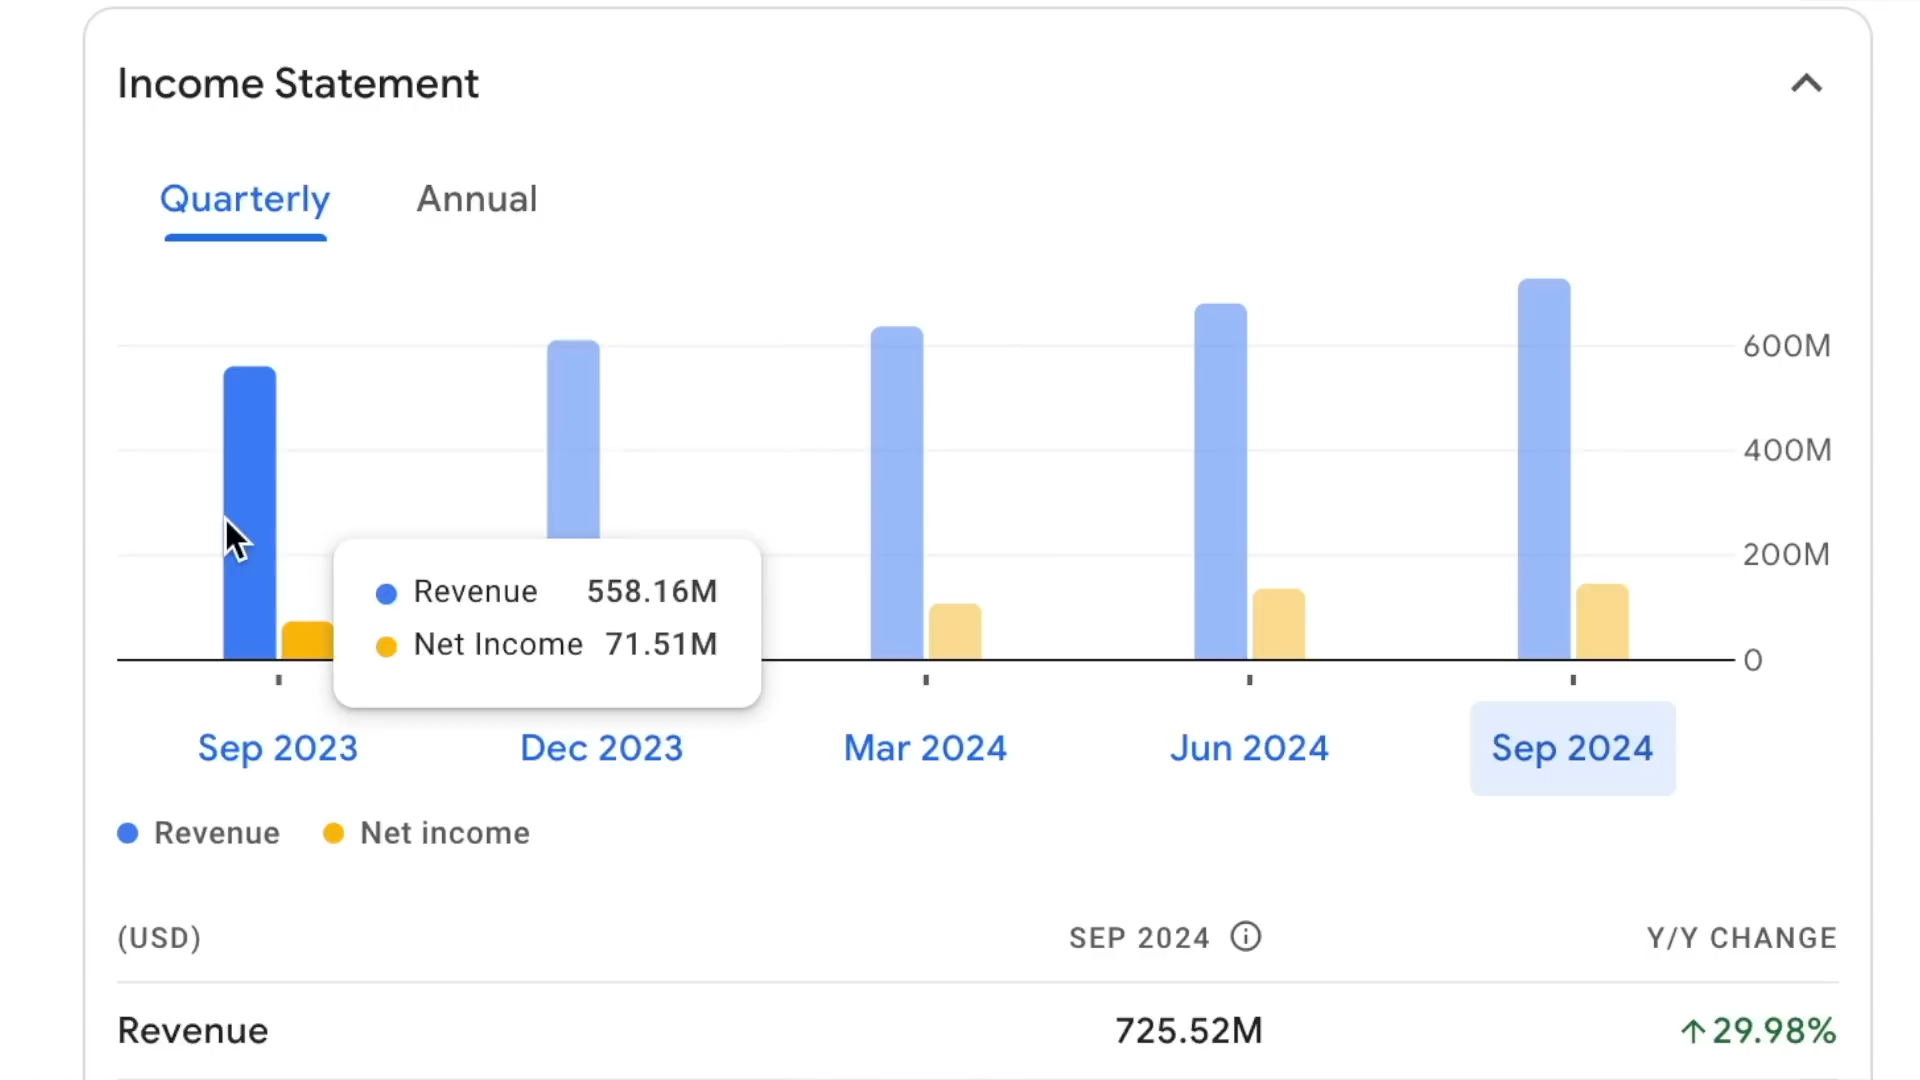 Income Statement
Quarterly Annual
600M
400M
200M
0
Revenue 558.16M
Net Income 71.51M
Sep 2023 Dec 2023 Mar 2024 Jun 2024 Sep 2024
Revenue Net income
(USD) SEP 2024 Y/Y CHANGE
Revenue 725.52M ↑29.98%